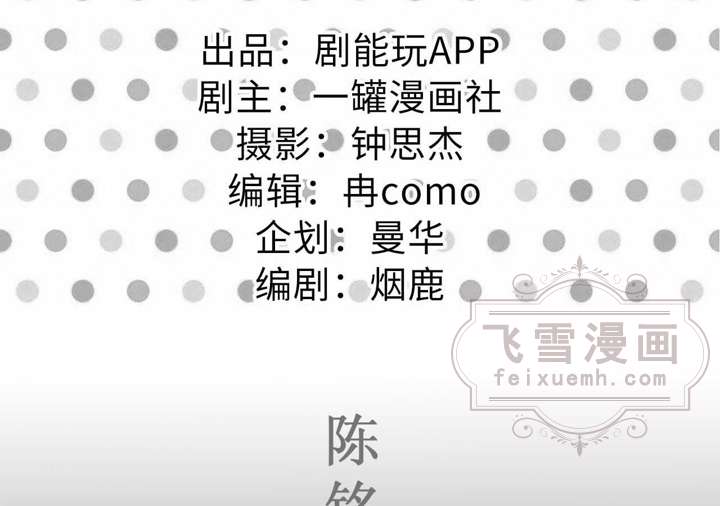 出品：剧能玩APP
剧主：一罐漫画社
摄影：钟思杰
编辑：冉como
企划：曼华
编剧：烟鹿
飞雪漫画
feixuemh.com
陈
铭